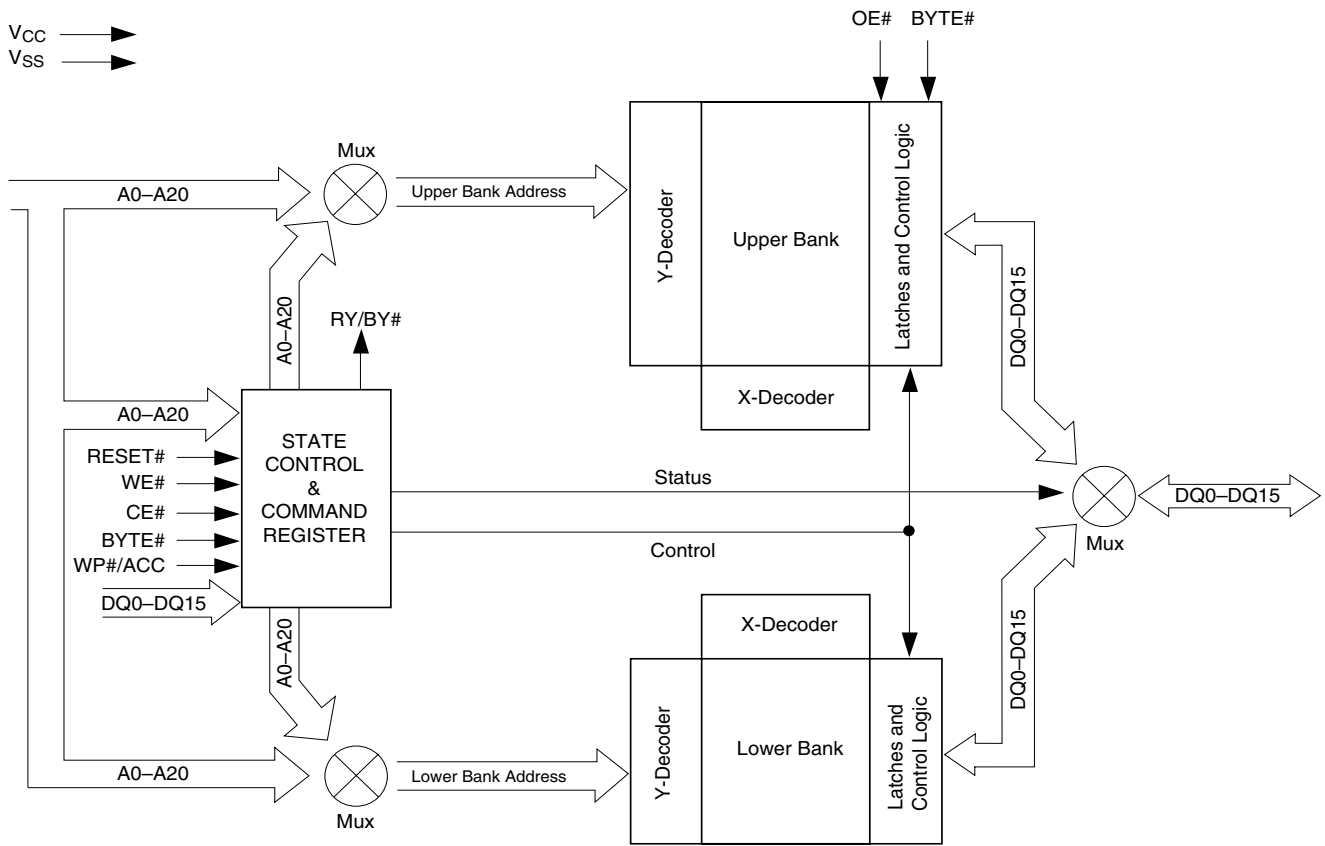 VCC
VSS
OE# BYTE#
Mux
A0–A20
Upper Bank Address
Y-Decoder
Upper Bank
Latches and Control Logic
X-Decoder
DQ0–DQ15
A0–A20
RY/BY#
A0–A20
RESET#
WE#
CE#
BYTE#
WP#/ACC
DQ0–DQ15
STATE
CONTROL
&
COMMAND
REGISTER
Status
Control
Mux
DQ0–DQ15
A0–A20
X-Decoder
DQ0–DQ15
A0–A20
Mux
Lower Bank Address
Y-Decoder
Lower Bank
Latches and
Control Logic